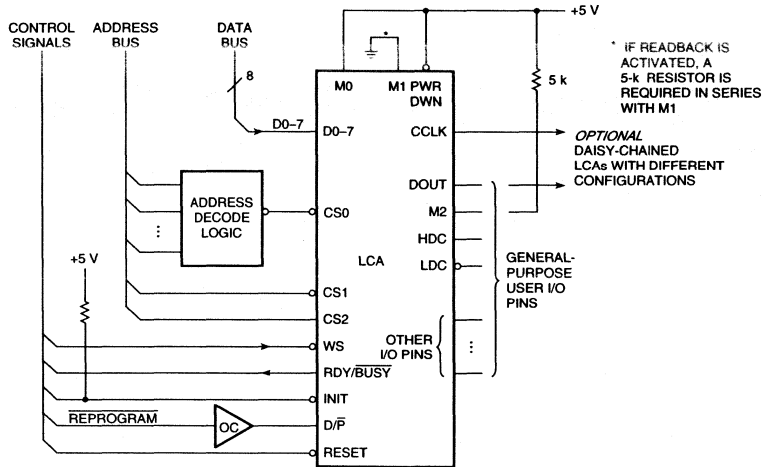 CONTROL SIGNALS
ADDRESS BUS
DATA BUS
+5 V
*
8
M0
M1
PWR DWN
5 k
* IF READBACK IS
ACTIVATED, A
5-k RESISTOR IS
REQUIRED IN SERIES
WITH M1
D0–7
D0–7
CCLK
OPTIONAL
DAISY-CHAINED
LCAs WITH DIFFERENT
CONFIGURATIONS
DOUT
ADDRESS
DECODE
LOGIC
CS0
M2
HDC
LCA
LDC
GENERAL-
PURPOSE
USER I/O
PINS
+5 V
CS1
CS2
OTHER
I/O PINS
WS
RDY/BUSY
INIT
REPROGRAM
OC
D/P
RESET